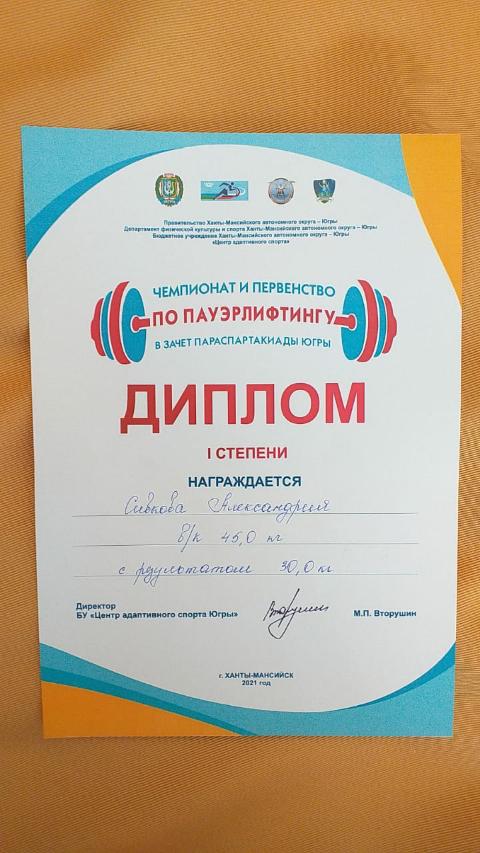 Правительство Ханты-Мансийского автономного округа – Югры
Департамент физической культуры и спорта Ханты-Мансийского автономного округа – Югры
Бюджетное учреждение Ханты-Мансийского автономного округа – Югры
«Центр адаптивного спорта»
ЧЕМПИОНАТ И ПЕРВЕНСТВО
ПО ПАУЭРЛИФТИНГУ
В ЗАЧЕТ ПАРАСПАРТАКИАДЫ ЮГРЫ
ДИПЛОМ
I СТЕПЕНИ
НАГРАЖДАЕТСЯ
Сивкова Александрия
в/к 45,0 кг
с результатом 30,0 кг
Директор
БУ «Центр адаптивного спорта Югры»
М.П. Вторушин
г. ХАНТЫ-МАНСИЙСК
2021 год